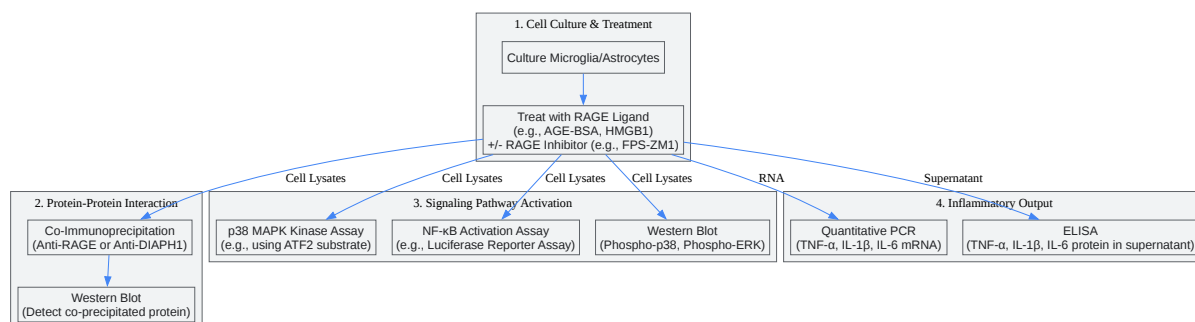 1. Cell Culture & Treatment
Culture Microglia/Astrocytes
Treat with RAGE Ligand
(e.g., AGE-BSA, HMGB1)
+/- RAGE Inhibitor (e.g., FPS-ZM1)
Cell Lysates
Cell Lysates
Cell Lysates
Cell Lysates
RNA
Supernatant
2. Protein-Protein Interaction
Co-Immunoprecipitation
(Anti-RAGE or Anti-DIAPH1)
Western Blot
(Detect co-precipitated protein)
3. Signaling Pathway Activation
p38 MAPK Kinase Assay
(e.g., using ATF2 substrate)
NF-κB Activation Assay
(e.g., Luciferase Reporter Assay)
Western Blot
(Phospho-p38, Phospho-ERK)
4. Inflammatory Output
Quantitative PCR
(TNF-α, IL-1β, IL-6 mRNA)
ELISA
(TNF-α, IL-1β, IL-6 protein in supernatant)